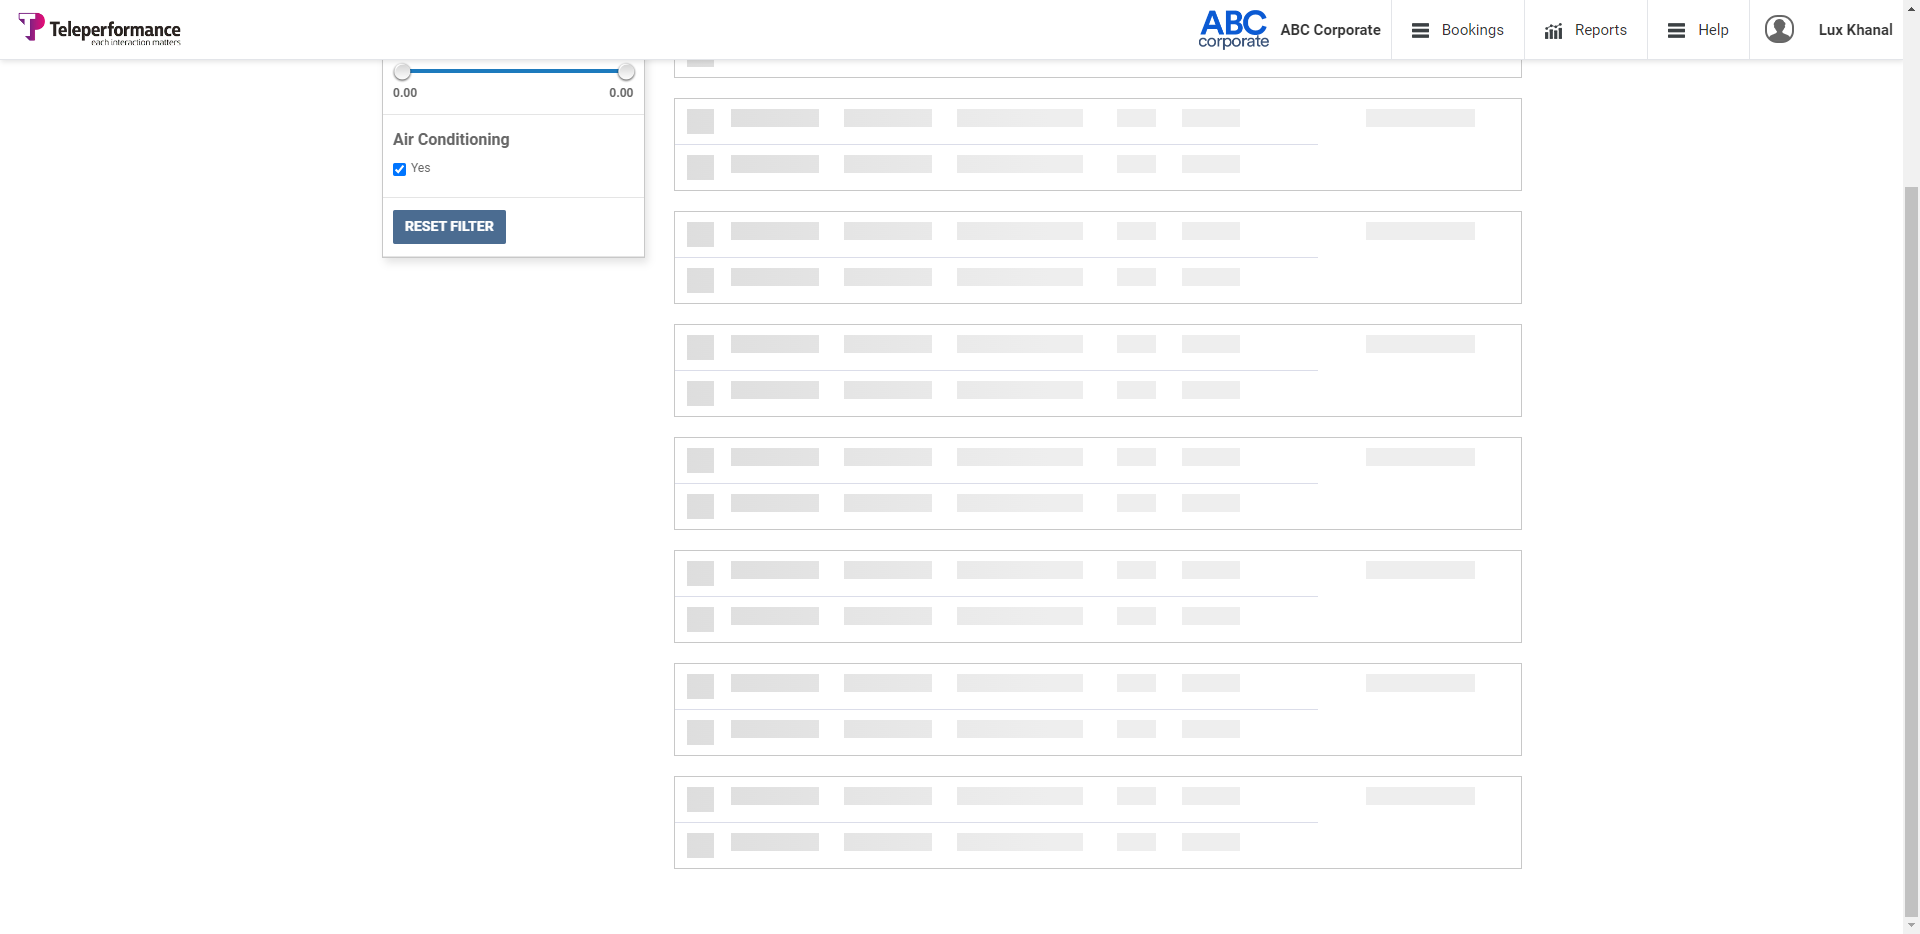 Teleperformance
each interaction matters
ABC
corporate
ABC Corporate
Bookings
Reports
Help
Lux Khanal
0.00
0.00
Air Conditioning
Yes
RESET FILTER